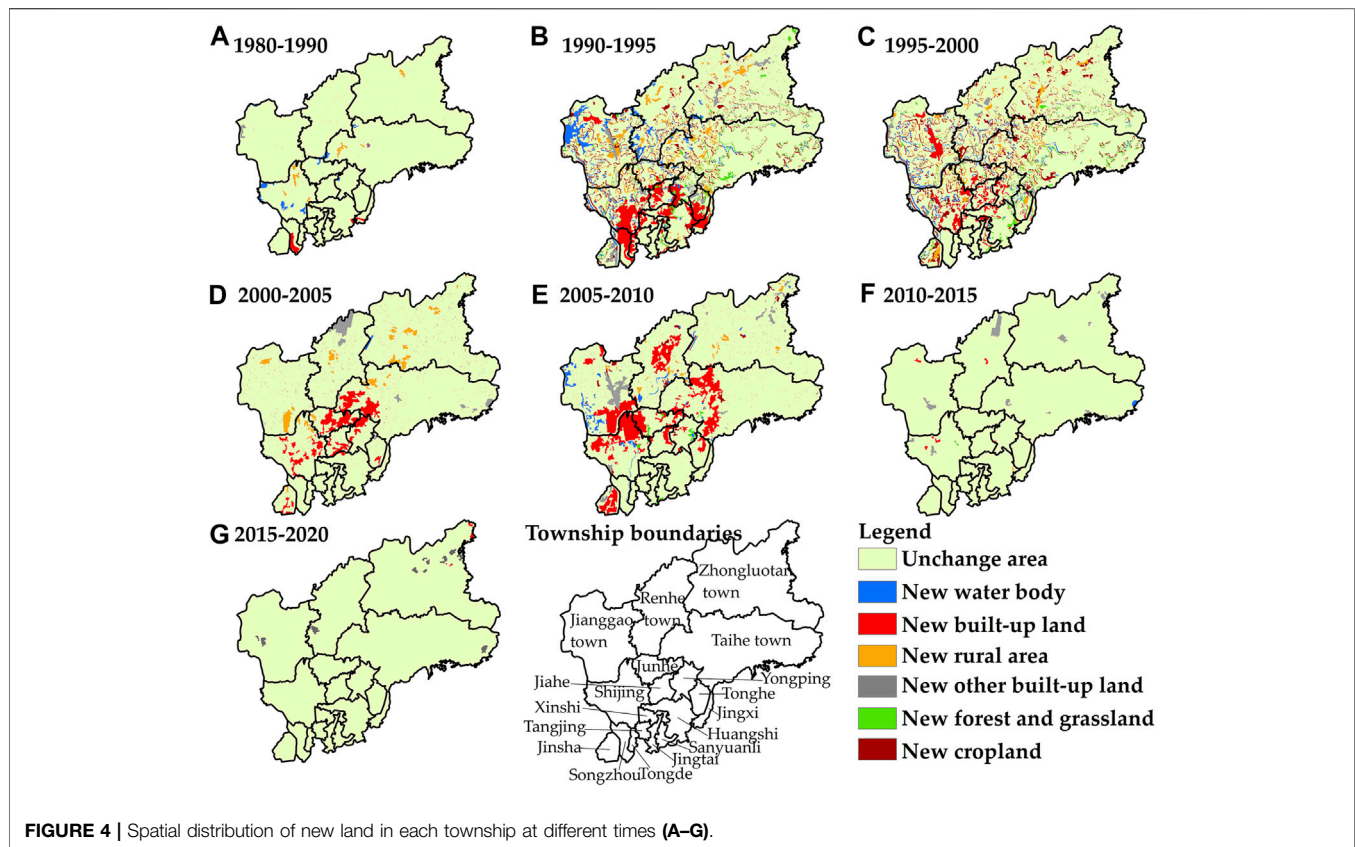 A 1980-1990
B 1990-1995
C 1995-2000
D 2000-2005
E 2005-2010
F 2010-2015
G 2015-2020
Township boundaries
Zhongluotan
town
Renhe
town
Jianggao
town
Taihe town
Junhe
Yongping
Jiahe
Shijing
Tonghe
Xinshi
Jingxi
Tangjing
Huangshi
Jinsha
Sanyuanli
Jingtai
Songzhou
Tongde
Legend
Unchange area
New water body
New built-up land
New rural area
New other built-up land
New forest and grassland
New cropland
FIGURE 4 | Spatial distribution of new land in each township at different times (A–G).